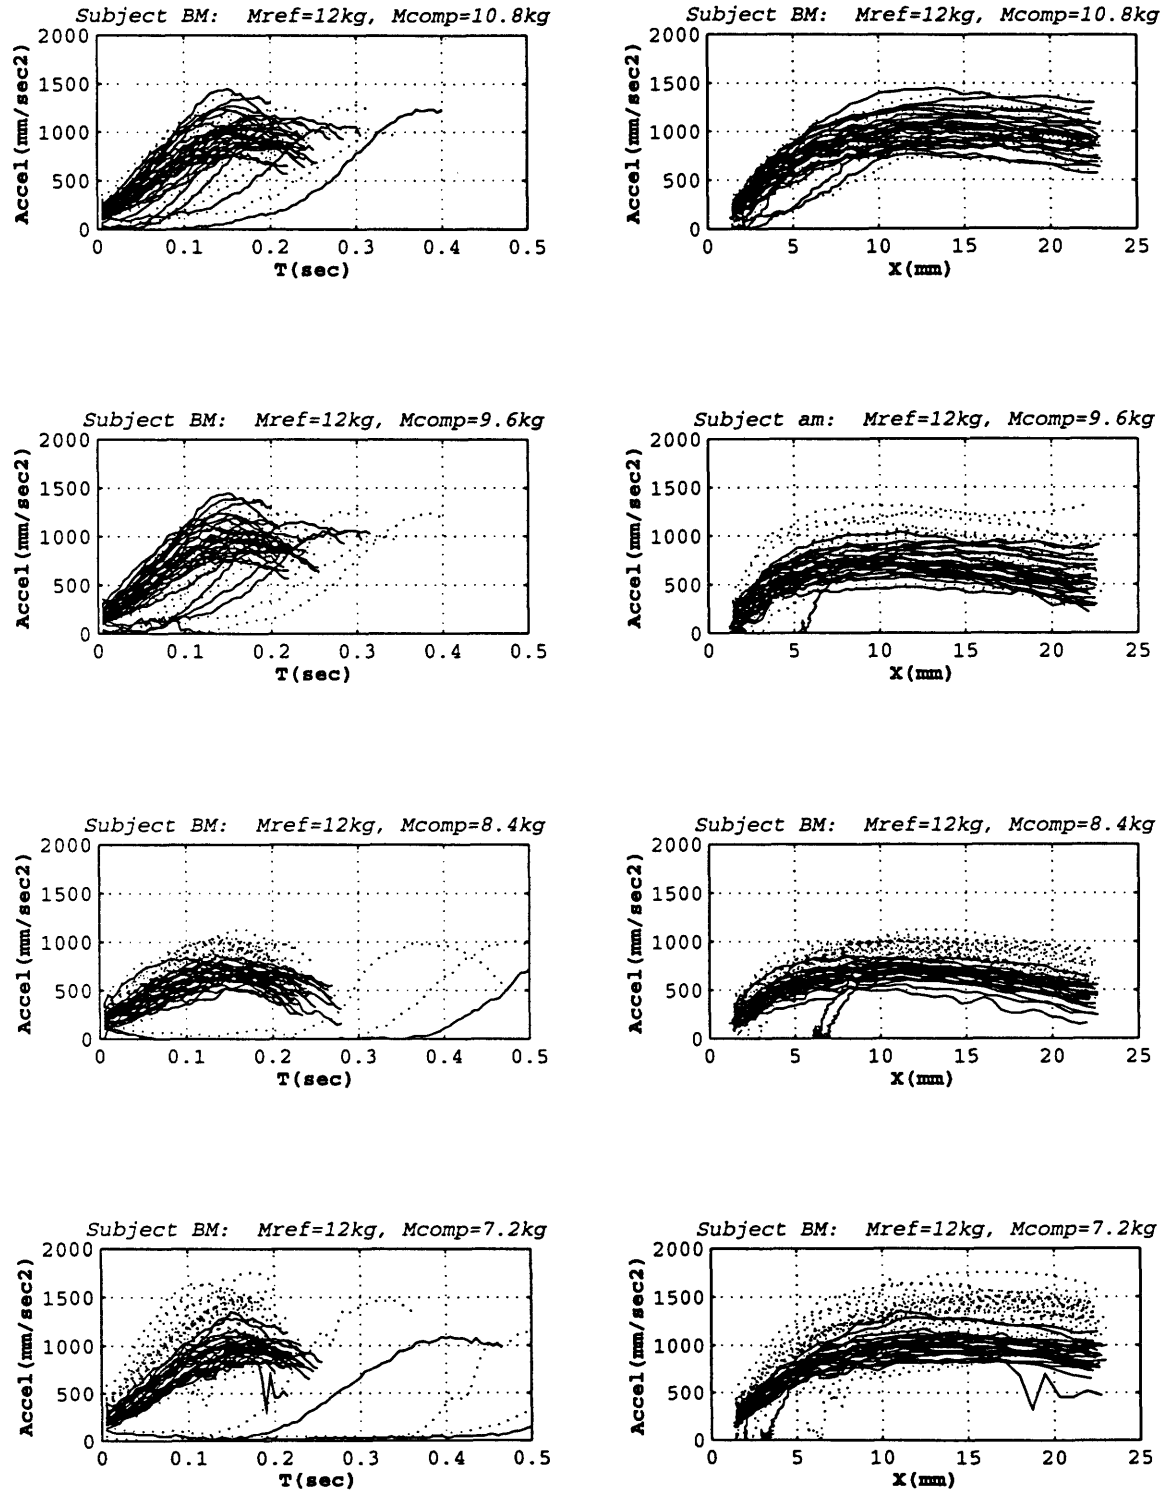 Subject BM: Mref=12kg, Mcomp=10.8kg
Accel(mm/sec2)
2000
1500
1000
500
0
0 0.1 0.2 0.3 0.4 0.5
T(sec)
Subject BM: Mref=12kg, Mcomp=10.8kg
Accel(mm/sec2)
2000
1500
1000
500
0
0 5 10 15 20 25
X(mm)
Subject BM: Mref=12kg, Mcomp=9.6kg
Accel(mm/sec2)
2000
1500
1000
500
0
0 0.1 0.2 0.3 0.4 0.5
T(sec)
Subject am: Mref=12kg, Mcomp=9.6kg
Accel(mm/sec2)
2000
1500
1000
500
0
0 5 10 15 20 25
X(mm)
Subject BM: Mref=12kg, Mcomp=8.4kg
Accel(mm/sec2)
2000
1500
1000
500
0
0 0.1 0.2 0.3 0.4 0.5
T(sec)
Subject BM: Mref=12kg, Mcomp=8.4kg
Accel(mm/sec2)
2000
1500
1000
500
0
0 5 10 15 20 25
X(mm)
Subject BM: Mref=12kg, Mcomp=7.2kg
Accel(mm/sec2)
2000
1500
1000
500
0
0 0.1 0.2 0.3 0.4 0.5
T(sec)
Subject BM: Mref=12kg, Mcomp=7.2kg
Accel(mm/sec2)
2000
1500
1000
500
0
0 5 10 15 20 25
X(mm)